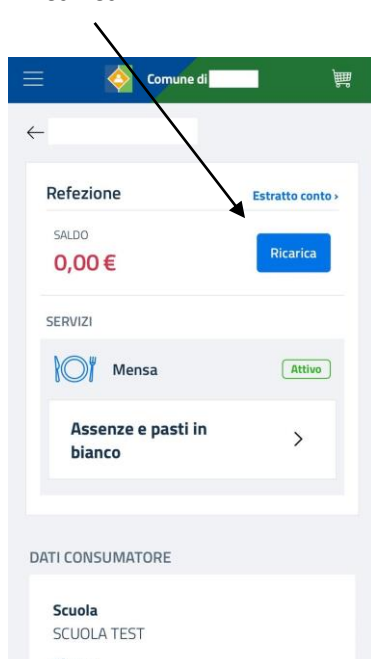 Comune di
Refezione
Estratto conto ›
SALDO
0,00 €
Ricarica
SERVIZI
Mensa
Attivo
Assenze e pasti in
bianco
DATI CONSUMATORE
Scuola
SCUOLA TEST